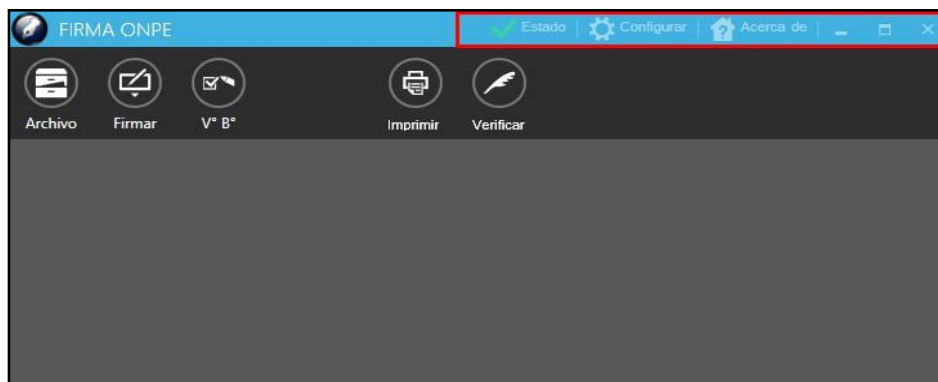 FIRMA ONPE
Estado
Configurar
Acerca de
Archivo
Firmar
V° B°
Imprimir
Verificar